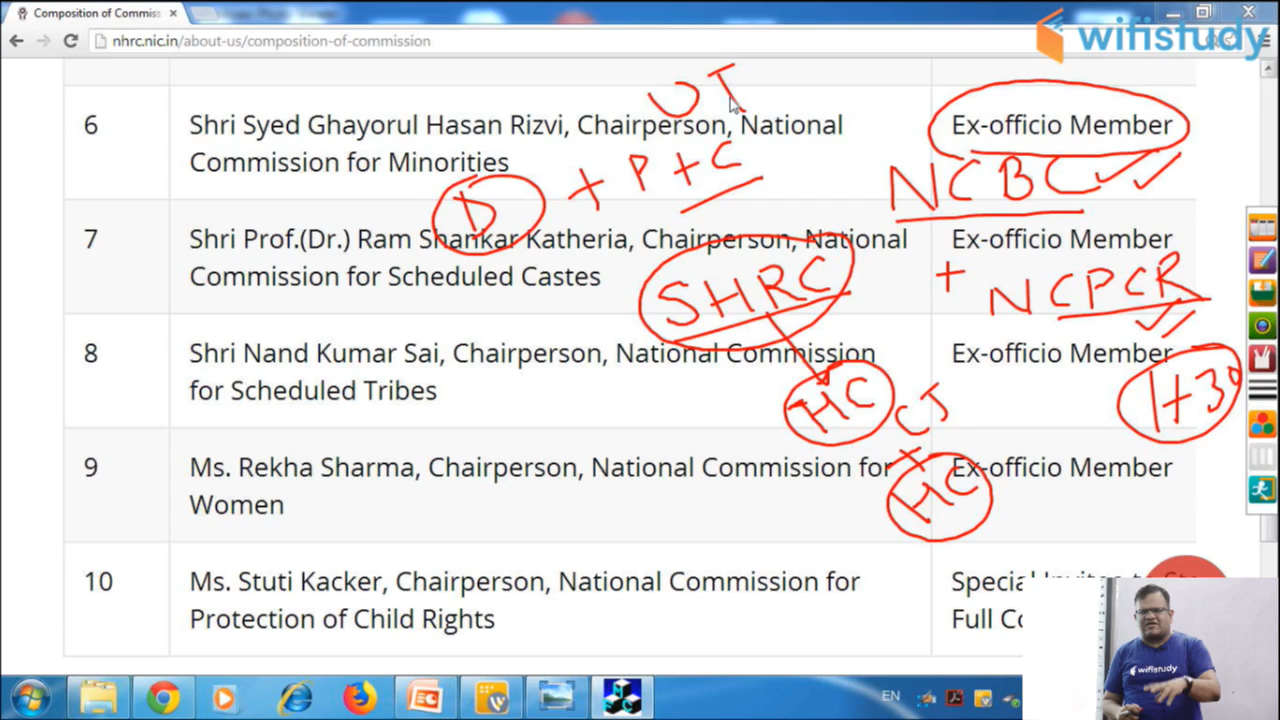 Composition of Commiss
nhrc.nic.in/about-us/composition-of-commission
wifistudy
UT
6
Shri Syed Ghayorul Hasan Rizvi, Chairperson, National
Commission for Minorities
Ex-officio Member
D + P + C
NCBC
7
Shri Prof.(Dr.) Ram Shankar Katheria, Chairperson, National
Commission for Scheduled Castes
Ex-officio Member
SHRC
+ NCPCR
8
Shri Nand Kumar Sai, Chairperson, National Commission
for Scheduled Tribes
Ex-officio Member
HC
CJ
1+3
9
Ms. Rekha Sharma, Chairperson, National Commission for
Women
Ex-officio Member
HC
10
Ms. Stuti Kacker, Chairperson, National Commission for
Protection of Child Rights
Special
Full
wifistudy
EN